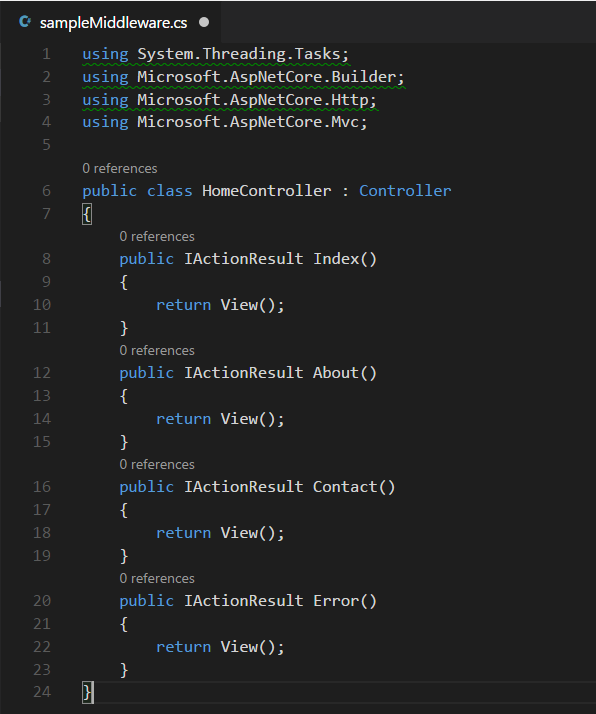 sampleMiddleware.cs
1 using System.Threading.Tasks;
2 using Microsoft.AspNetCore.Builder;
3 using Microsoft.AspNetCore.Http;
4 using Microsoft.AspNetCore.Mvc;
5
0 references
6 public class HomeController : Controller
7 {
0 references
8 public IActionResult Index()
9 {
10 return View();
11 }
0 references
12 public IActionResult About()
13 {
14 return View();
15 }
0 references
16 public IActionResult Contact()
17 {
18 return View();
19 }
0 references
20 public IActionResult Error()
21 {
22 return View();
23 }
24 }